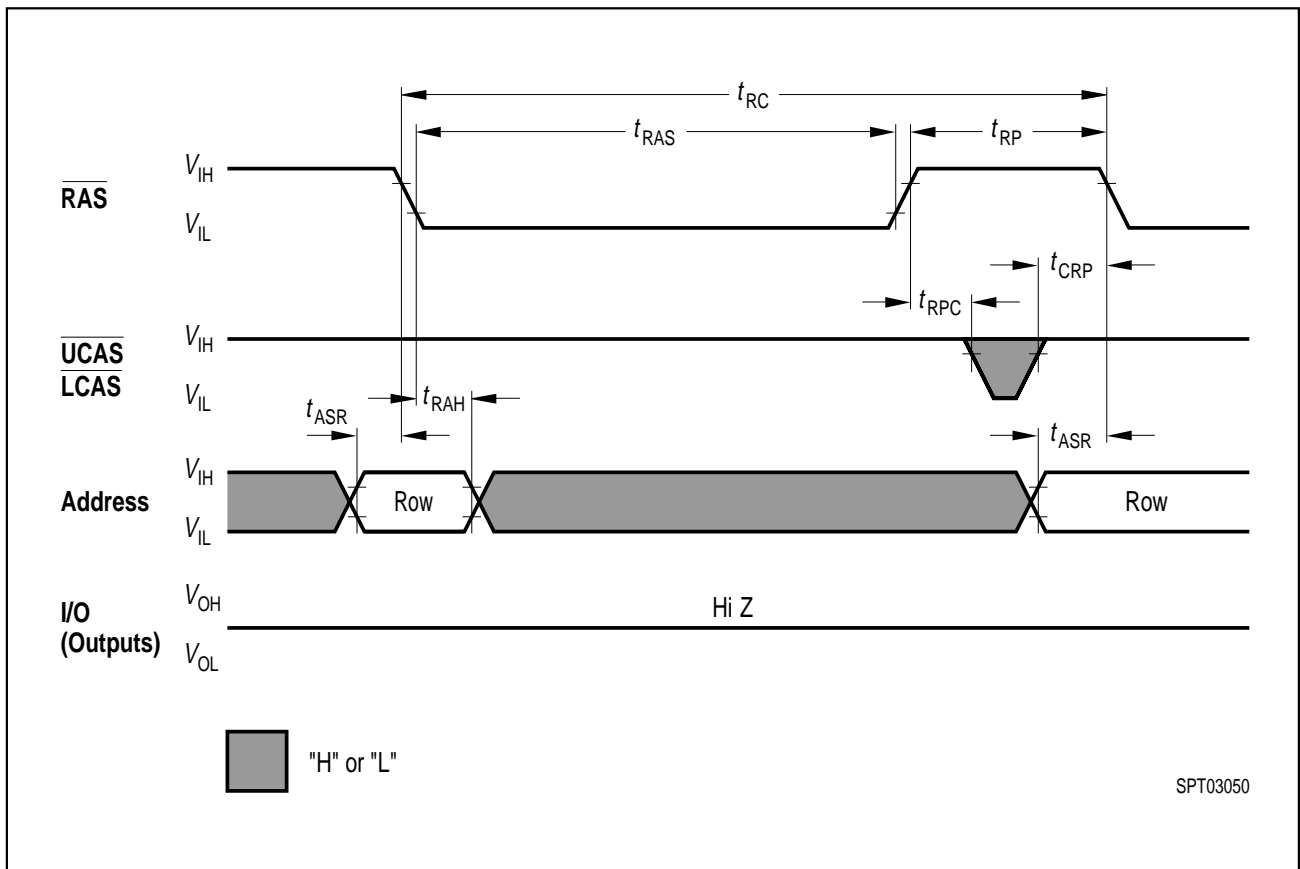 tRC
tRAS
tRP
RAS
VIH
VIL
tCRP
tRPC
UCAS
LCAS
VIH
VIL
tASR
tRAH
tASR
Address
VIH
VIL
Row
Row
I/O
(Outputs)
VOH
VOL
Hi Z
"H" or "L"
SPT03050